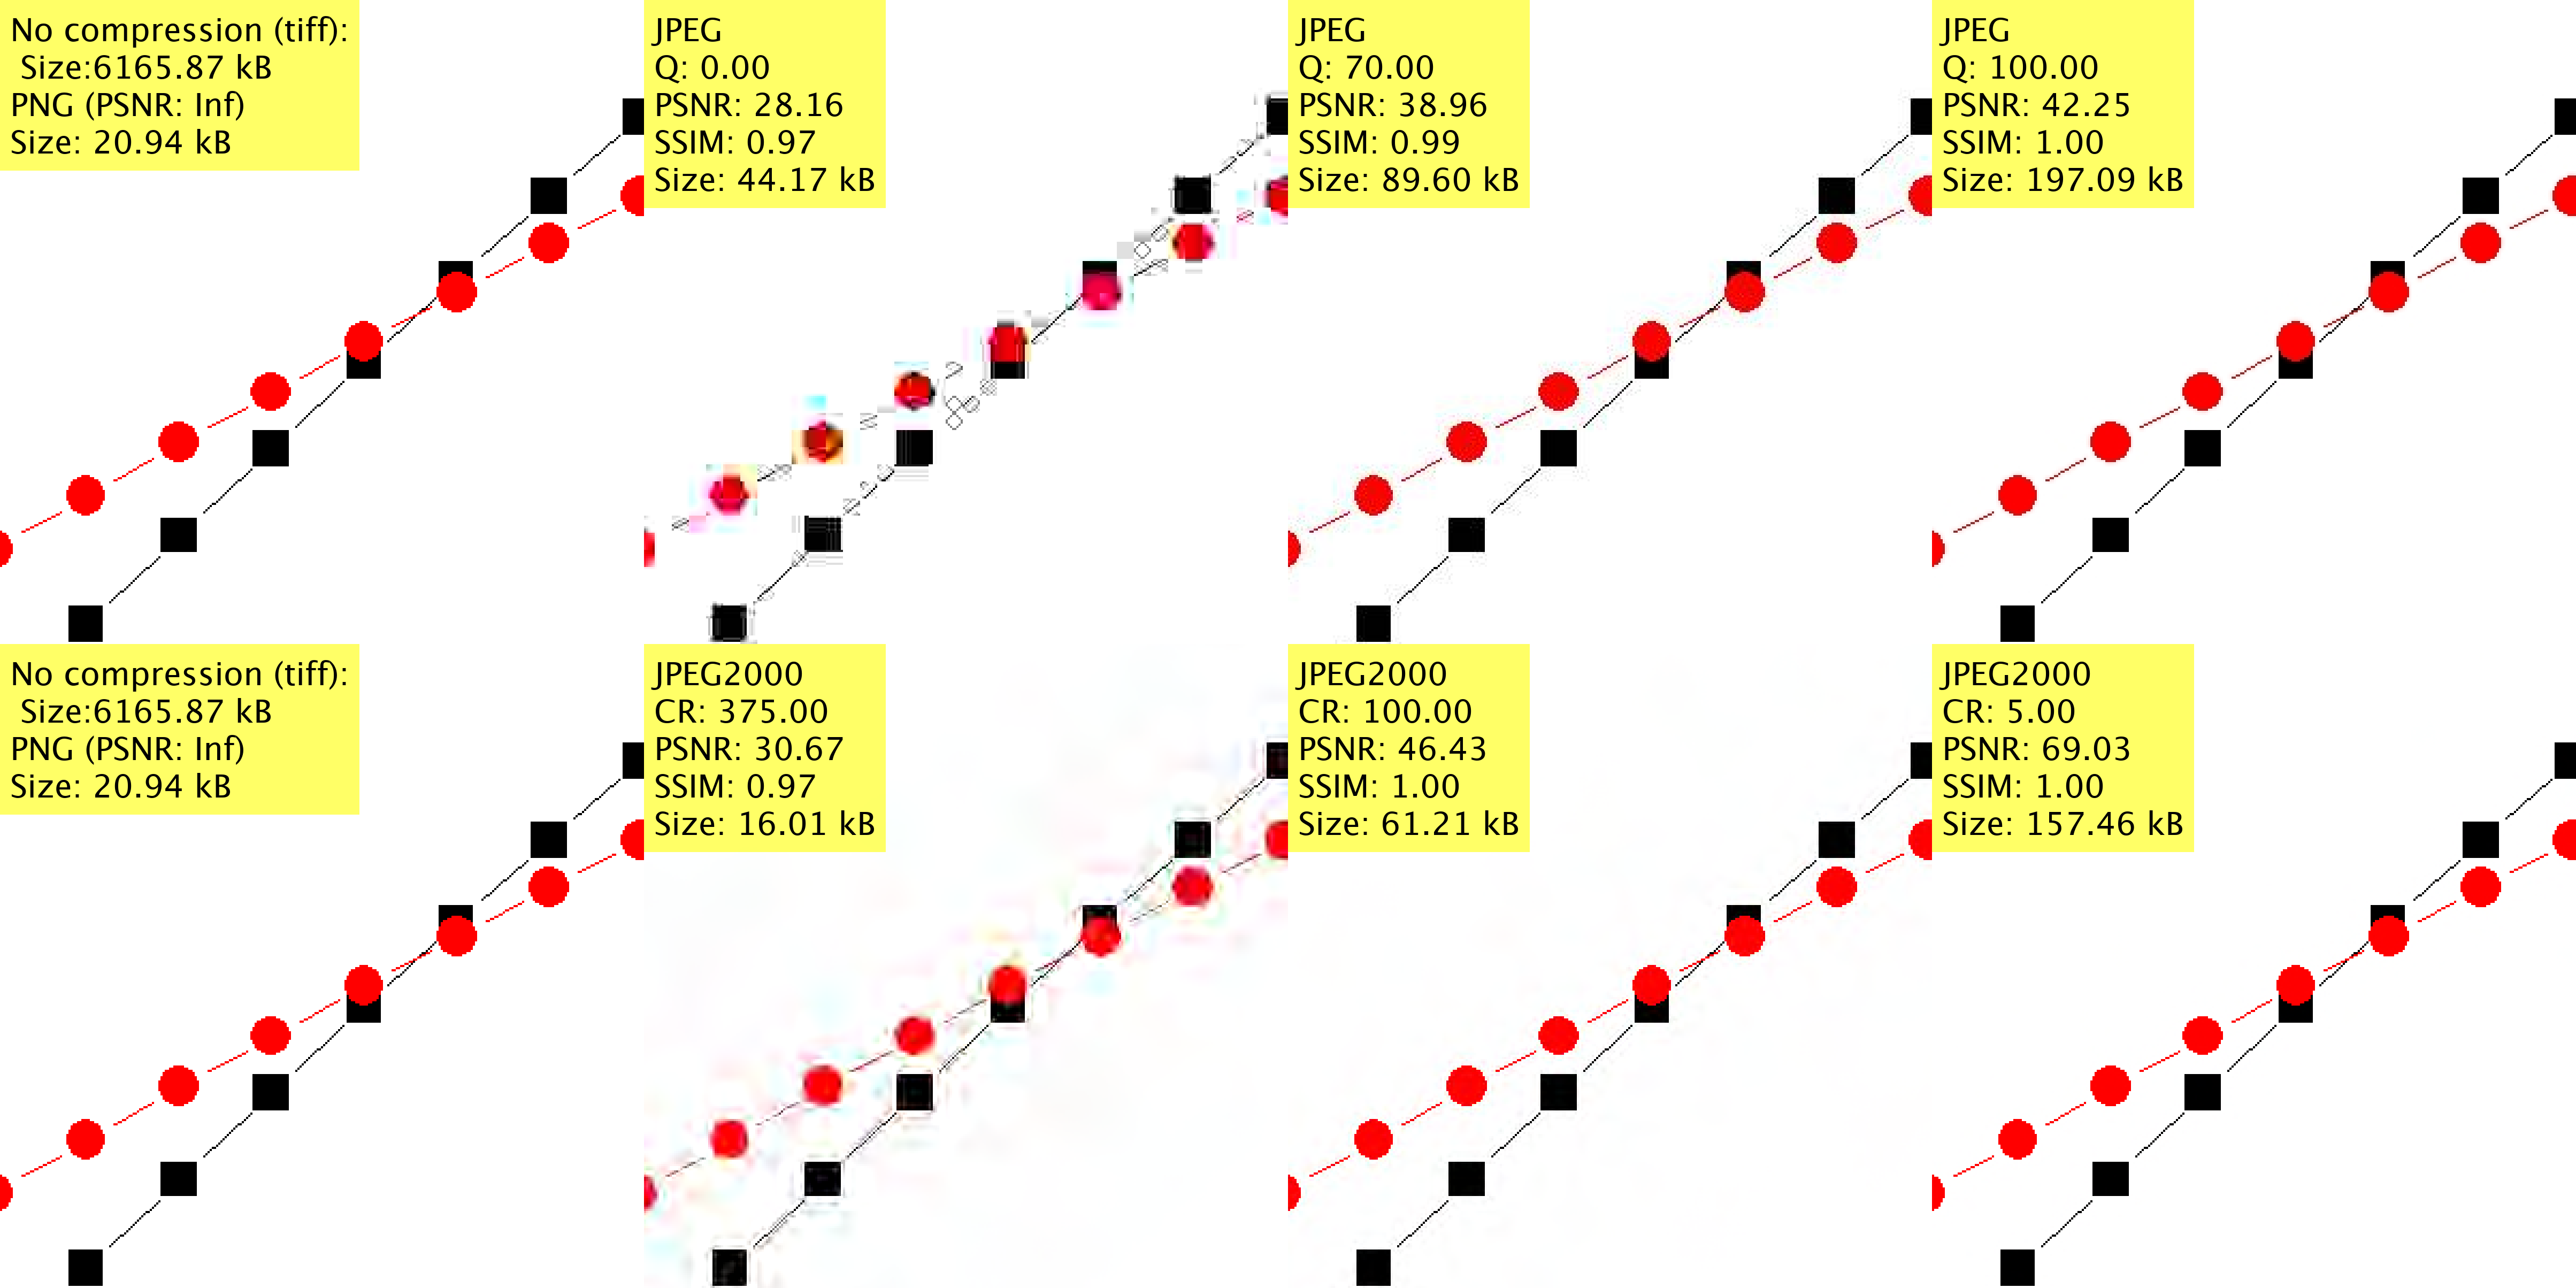 No compression (tiff):
Size:6165.87 kB
PNG (PSNR: Inf)
Size: 20.94 kB
JPEG
Q: 0.00
PSNR: 28.16
SSIM: 0.97
Size: 44.17 kB
JPEG
Q: 70.00
PSNR: 38.96
SSIM: 0.99
Size: 89.60 kB
JPEG
Q: 100.00
PSNR: 42.25
SSIM: 1.00
Size: 197.09 kB
No compression (tiff):
Size:6165.87 kB
PNG (PSNR: Inf)
Size: 20.94 kB
JPEG2000
CR: 375.00
PSNR: 30.67
SSIM: 0.97
Size: 16.01 kB
JPEG2000
CR: 100.00
PSNR: 46.43
SSIM: 1.00
Size: 61.21 kB
JPEG2000
CR: 5.00
PSNR: 69.03
SSIM: 1.00
Size: 157.46 kB